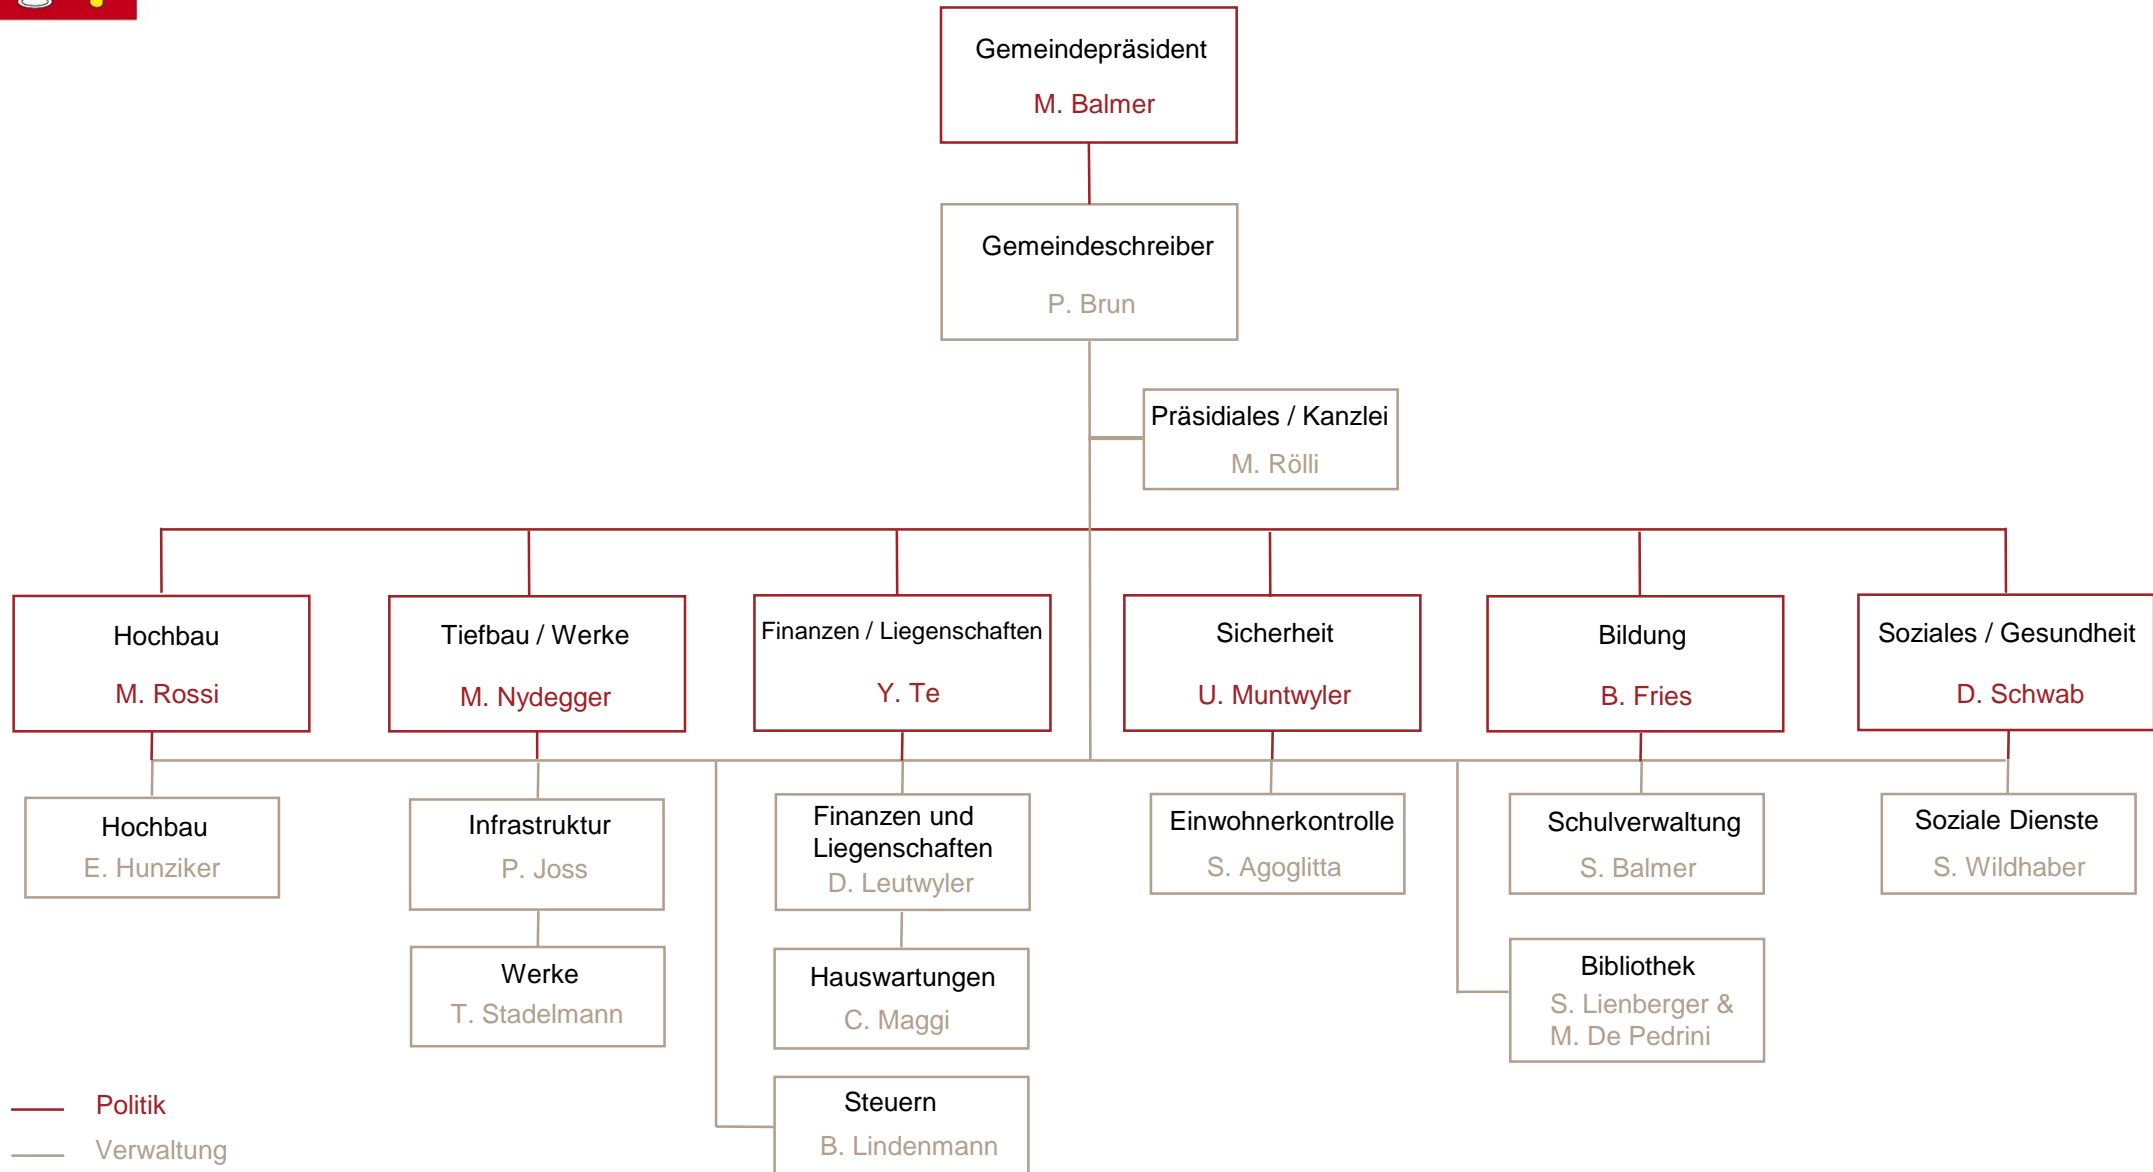 Gemeindepräsident
M. Balmer
Gemeindeschreiber
P. Brun
Präsidiales / Kanzlei
M. Rölli
Hochbau
M. Rossi
Tiefbau / Werke
M. Nydegger
Finanzen / Liegenschaften
Y. Te
Sicherheit
U. Muntwyler
Bildung
B. Fries
Soziales / Gesundheit
D. Schwab
Hochbau
E. Hunziker
Infrastruktur
P. Joss
Finanzen und
Liegenschaften
D. Leutwyler
Einwohnerkontrolle
S. Agoglitta
Schulverwaltung
S. Balmer
Soziale Dienste
S. Wildhaber
Werke
T. Stadelmann
Hauswartungen
C. Maggi
Bibliothek
S. Lienberger &
M. De Pedrini
Steuern
B. Lindenmann
Politik
Verwaltung